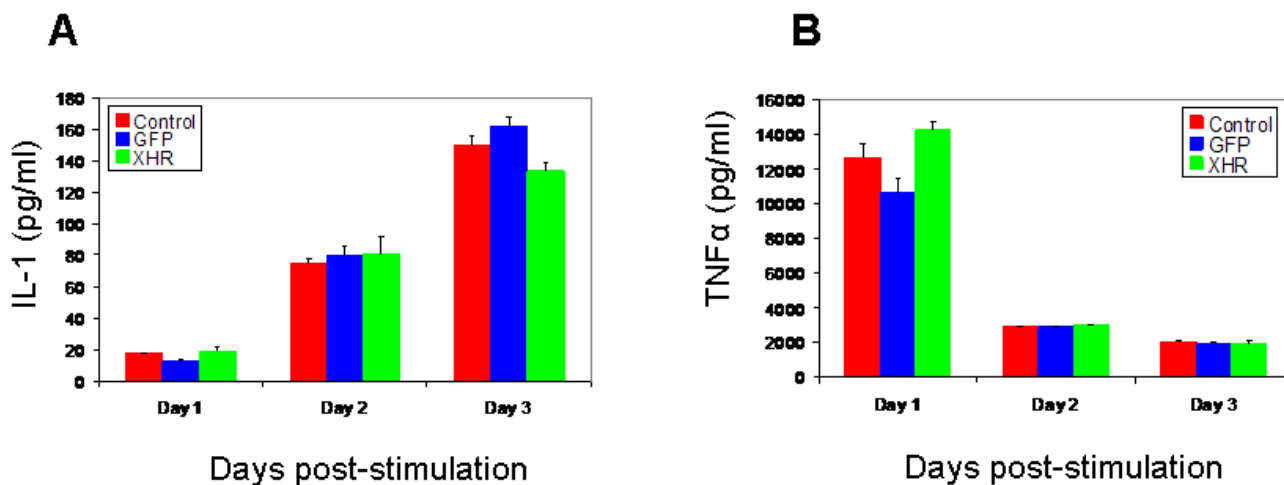 A
IL-1 (pg/ml)
180
160
140
120
100
80
60
40
20
0
Control
GFP
XHR
Day 1
Day 2
Day 3
Days post-stimulation
B
TNFα (pg/ml)
16000
14000
12000
10000
8000
6000
4000
2000
0
Control
GFP
XHR
Day 1
Day 2
Day 3
Days post-stimulation